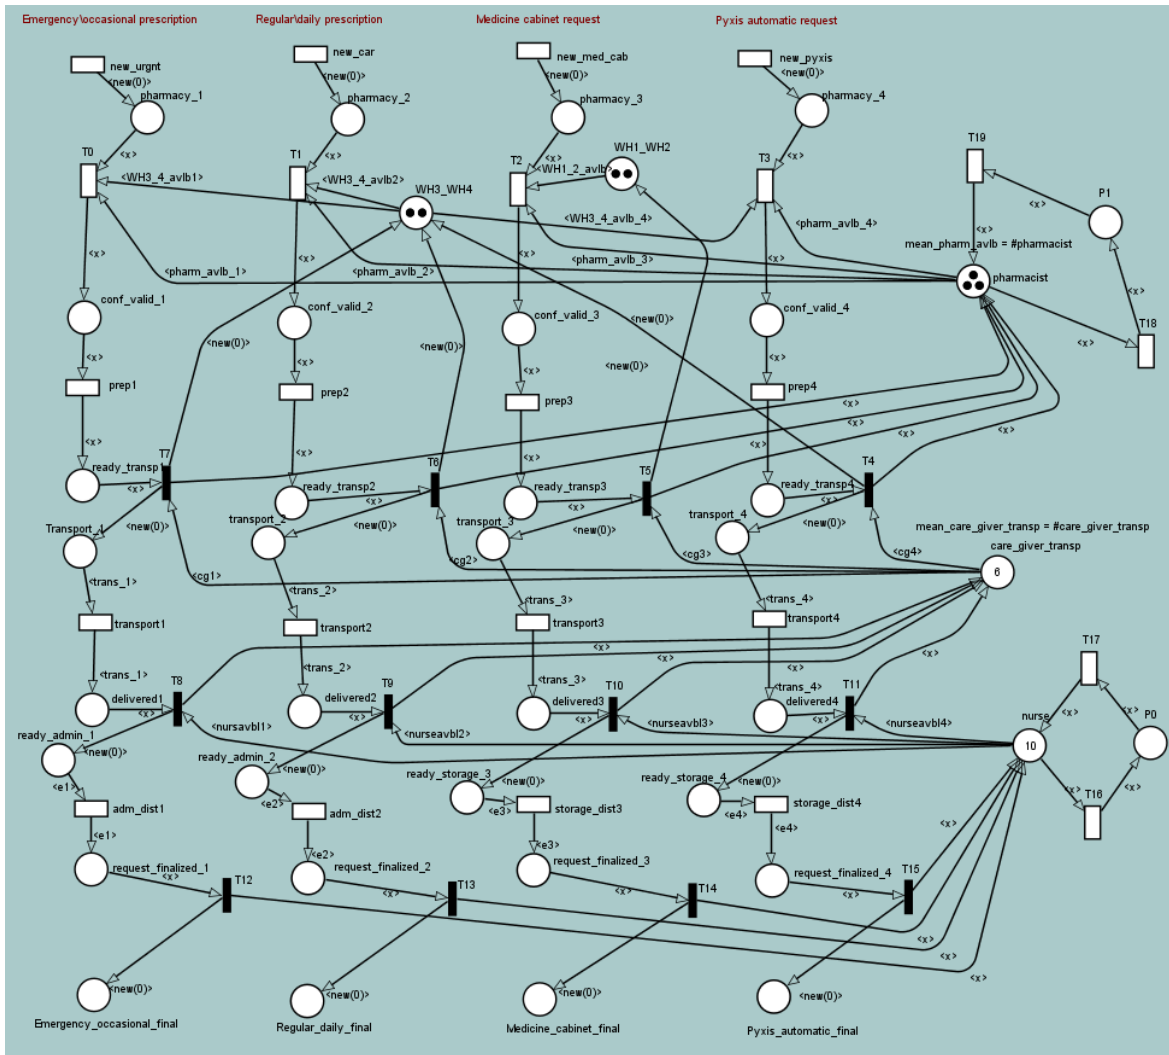 Emergency\occasional prescription
Regular\daily prescription
Medicine cabinet request
Pyxis automatic request
new_urgnt
new_car
new_med_cab
new_pyxis
<new(0)>
<new(0)>
<new(0)>
<new(0)>
pharmacy_1
pharmacy_2
pharmacy_3
pharmacy_4
<x>
<x>
<x>
<x>
T0
T1
T2
T3
T19
WH1_WH2
<WH3_4_avlb1>
<WH3_4_avlb2>
<WH1_2_avlb>
WH3_WH4
P1
<x>
<WH3_4_avlb_4>
<pharm_avlb_4>
<x>
mean_pharm_avlb = #pharmacist
<x>
<x>
<x>
<x>
<pharm_avlb_1>
<pharm_avlb_2>
<pharm_avlb_3>
pharmacist
<x>
conf_valid_1
conf_valid_2
conf_valid_3
conf_valid_4
<new(0)>
T18
<x>
<new(0)>
<new(0)>
<new(0)>
<x>
<x>
<x>
<x>
prep1
prep2
prep3
prep4
<x>
<x>
<x>
<x>
<x>
<x>
<x>
<x>
T7
T6
T5
T4
ready_transp1
ready_transp2
ready_transp3
ready_transp4
<x>
<x>
<x>
<x>
Transport_1
<new(0)>
transport_2
<new(0)>
transport_3
<new(0)>
transport_4
<new(0)>
mean_care_giver_transp = #care_giver_transp
care_giver_transp
<cg1>
<cg2>
<cg3>
<cg4>
6
<trans_1>
<trans_2>
<trans_3>
<trans_4>
transport1
transport2
transport3
transport4
<trans_1>
<trans_2>
<trans_3>
<trans_4>
T17
T8
T9
T10
T11
delivered1
delivered2
delivered3
delivered4
<x>
<x>
<x>
<x>
<nursavbl1>
<nurseavbl2>
<nurseavbl3>
<nurseavbl4>
nurse
10
<x>
<x>
P0
ready_admin_1
<new(0)>
ready_admin_2
<new(0)>
ready_storage_3
<new(0)>
ready_storage_4
<new(0)>
<e1>
<e2>
<e3>
<e4>
<x>
<x>
T16
adm_dist1
adm_dist2
storage_dist3
storage_dist4
<e1>
<e2>
<e3>
<e4>
<x>
request_finalized_1
request_finalized_2
request_finalized_3
request_finalized_4
<x>
<x>
<x>
<x>
T12
T13
T14
T15
<x>
<x>
<x>
<new(0)>
<new(0)>
<new(0)>
<new(0)>
Emergency_occasional_final
Regular_daily_final
Medicine_cabinet_final
Pyxis_automatic_final